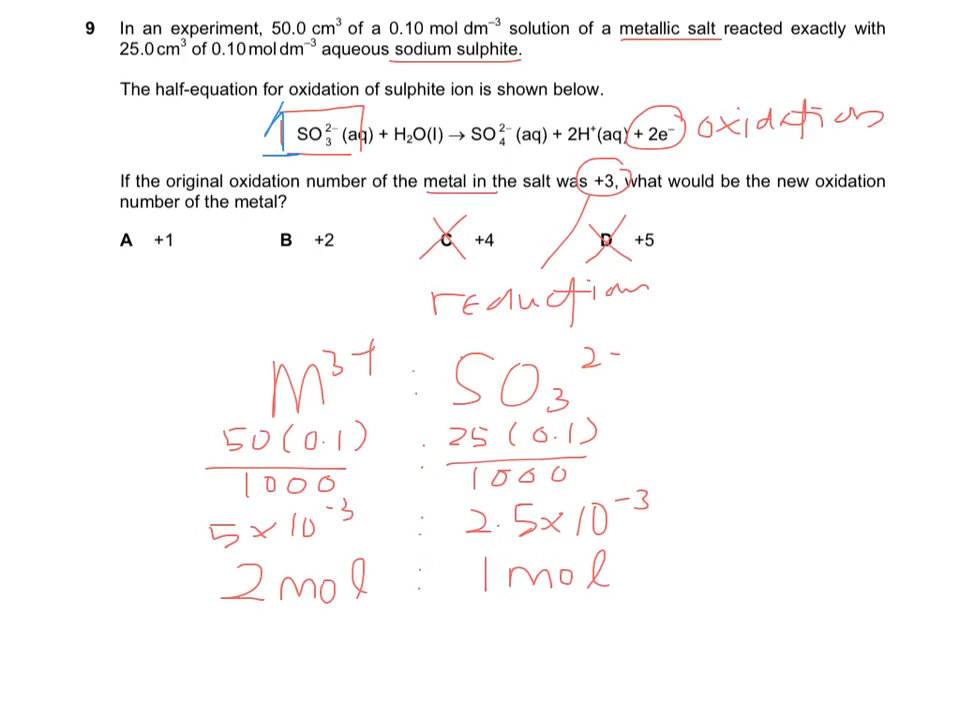 9 In an experiment, 50.0 cm³ of a 0.10 mol dm⁻³ solution of a metallic salt reacted exactly with
25.0 cm³ of 0.10 mol dm⁻³ aqueous sodium sulphite.
The half-equation for oxidation of sulphite ion is shown below.
SO₃²⁻ (aq) + H₂O(l) → SO₄²⁻ (aq) + 2H⁺(aq) + 2e⁻ oxidation
If the original oxidation number of the metal in the salt was +3, what would be the new oxidation
number of the metal?
A +1 B +2 C +4 D +5
reduction
M³⁺ : SO₃²⁻
50(0.1) : 25(0.1)
1000 1000
5×10⁻³ : 2.5×10⁻³
2 mol : 1 mol